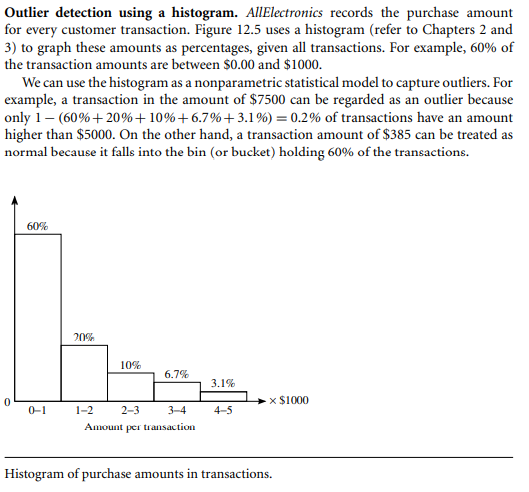 Outlier detection using a histogram. AllElectronics records the purchase amount
for every customer transaction. Figure 12.5 uses a histogram (refer to Chapters 2 and
3) to graph these amounts as percentages, given all transactions. For example, 60% of
the transaction amounts are between $0.00 and $1000.
We can use the histogram as a nonparametric statistical model to capture outliers. For
example, a transaction in the amount of $7500 can be regarded as an outlier because
only 1 − (60% + 20% + 10% + 6.7% + 3.1%) = 0.2% of transactions have an amount
higher than $5000. On the other hand, a transaction amount of $385 can be treated as
normal because it falls into the bin (or bucket) holding 60% of the transactions.
60%
20%
10%
6.7%
3.1%
0
× $1000
0–1 1–2 2–3 3–4 4–5
Amount per transaction
Histogram of purchase amounts in transactions.